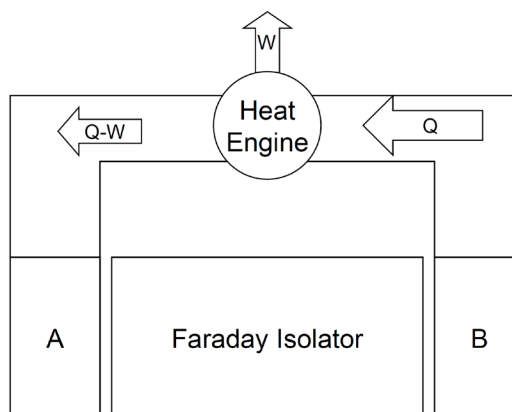 W
Heat
Engine
Q-W
Q
A
Faraday Isolator
B